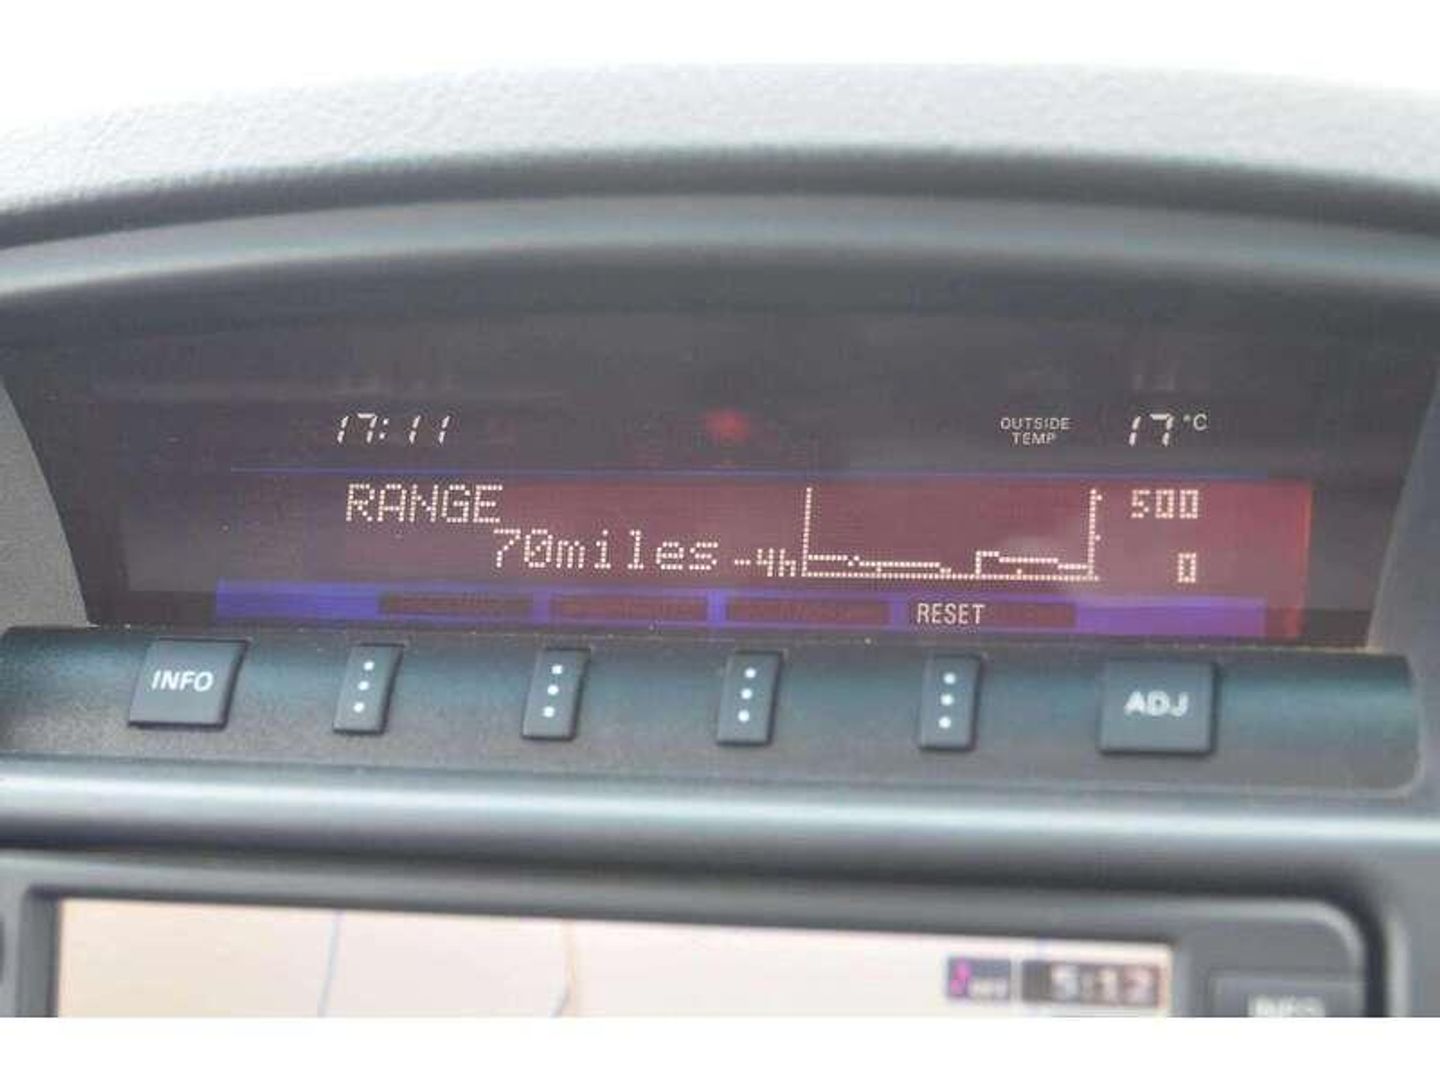 17:11
OUTSIDE
TEMP
17 °C
RANGE
70miles
-4h
500
0
RESET
INFO
ADJ